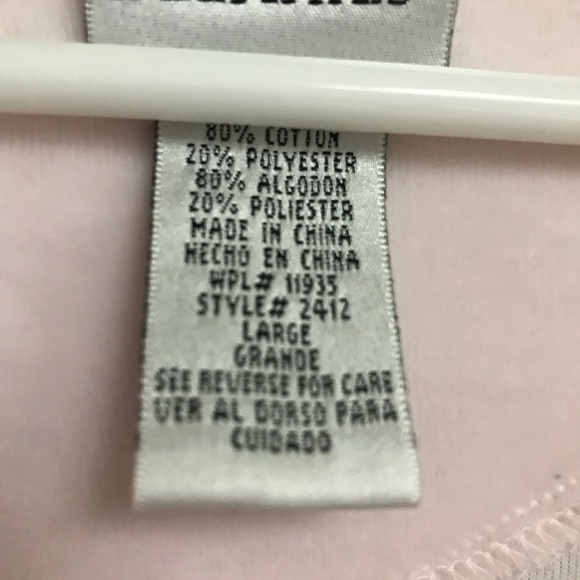 80% COTTON
20% POLYESTER
80% ALGODON
20% POLIESTER
MADE IN CHINA
HECHO EN CHINA
WPL# 11935
STYLE# 2412
LARGE
GRANDE
SEE REVERSE FOR CARE
VER AL DORSO PARA
CUIDADO